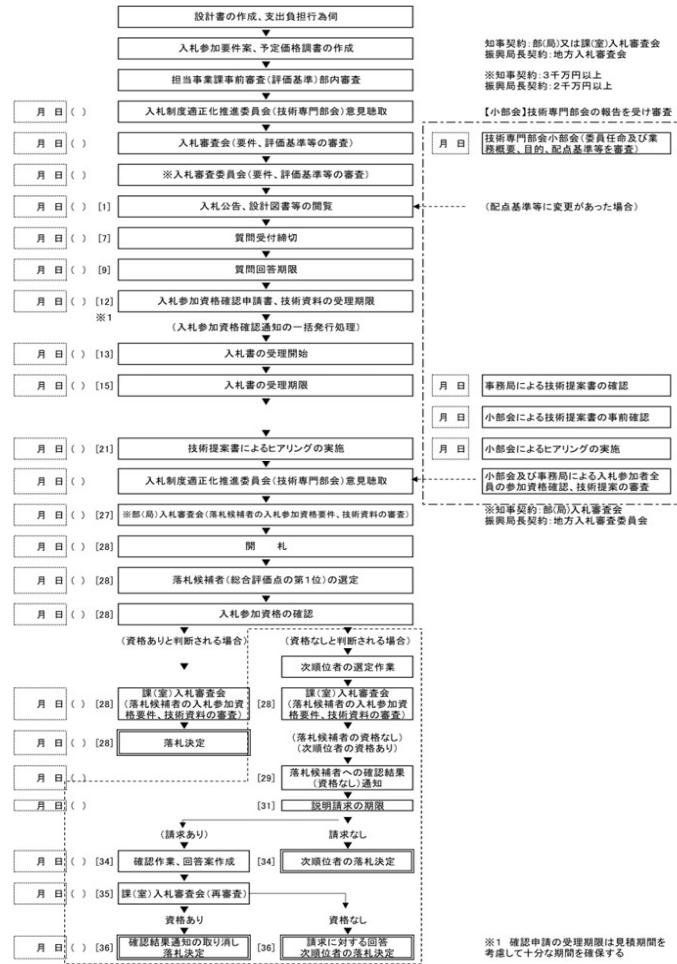 設計書の作成、支出負担行為伺
入札参加要件案、予定価格調書の作成
知事契約：部(局)又は課(室)入札審査会
振興局長契約：地方入札審査会
担当事業課事前審査(評価基準)部内審査
※知事契約：3千万円以上
振興局長契約：2千万円以上
月 日 ( ) 入札制度適正化推進委員会(技術専門部会)意見聴取
【小部会】技術専門部会の報告を受け審査
月 日 ( ) 入札審査会(要件、評価基準等の審査)
月 日 技術専門部会小部会(委員任命及び業
務概要、目的、配点基準等を審査)
月 日 ( ) ※入札審査委員会(要件、評価基準等の審査)
月 日 ( ) [1] 入札公告、設計図書等の閲覧
(配点基準等に変更があった場合)
月 日 ( ) [7] 質問受付締切
月 日 ( ) [9] 質問回答期限
月 日 ( ) [12] 入札参加資格確認申請書、技術資料の受理期限
※1
(入札参加資格確認通知の一括発行処理)
月 日 ( ) [13] 入札書の受理開始
月 日 ( ) [15] 入札書の受理期限
月 日 事務局による技術提案書の確認
月 日 小部会による技術提案書の事前確認
月 日 ( ) [21] 技術提案書によるヒアリングの実施
月 日 小部会によるヒアリングの実施
月 日 ( ) 入札制度適正化推進委員会(技術専門部会)意見聴取
小部会及び事務局による入札参加者全
員の参加資格確認、技術提案の審査
月 日 ( ) [27] ※部(局)入札審査会(落札候補者の入札参加資格要件、技術資料の審査)
※知事契約：部(局)入札審査会
振興局長契約：地方入札審査委員会
月 日 ( ) [28] 開 札
月 日 ( ) [28] 落札候補者(総合評価点の第1位)の選定
月 日 ( ) [28] 入札参加資格の確認
(資格ありと判断される場合)
(資格なしと判断される場合)
次順位者の選定作業
月 日 ( ) [28] 課(室)入札審査会
(落札候補者の入札参加資
格要件、技術資料の審査)
[28] 課(室)入札審査会
(落札候補者の入札参加資
格要件、技術資料の審査)
月 日 ( ) [28] 落札決定
(落札候補者の資格なし)
(次順位者の資格あり)
月 日 ( ) [29] 落札候補者への確認結果
(資格なし)通知
月 日 ( ) [31] 説明請求の期限
(請求あり)
請求なし
月 日 ( ) [34] 確認作業、回答案作成
[34] 次順位者の落札決定
月 日 ( ) [35] 課(室)入札審査会(再審査)
資格あり
資格なし
月 日 ( ) [36] 確認結果通知の取り消し
落札決定
[36] 請求に対する回答
次順位者の落札決定
※1 確認申請の受理期限は見積期間を
考慮して十分な期間を確保する